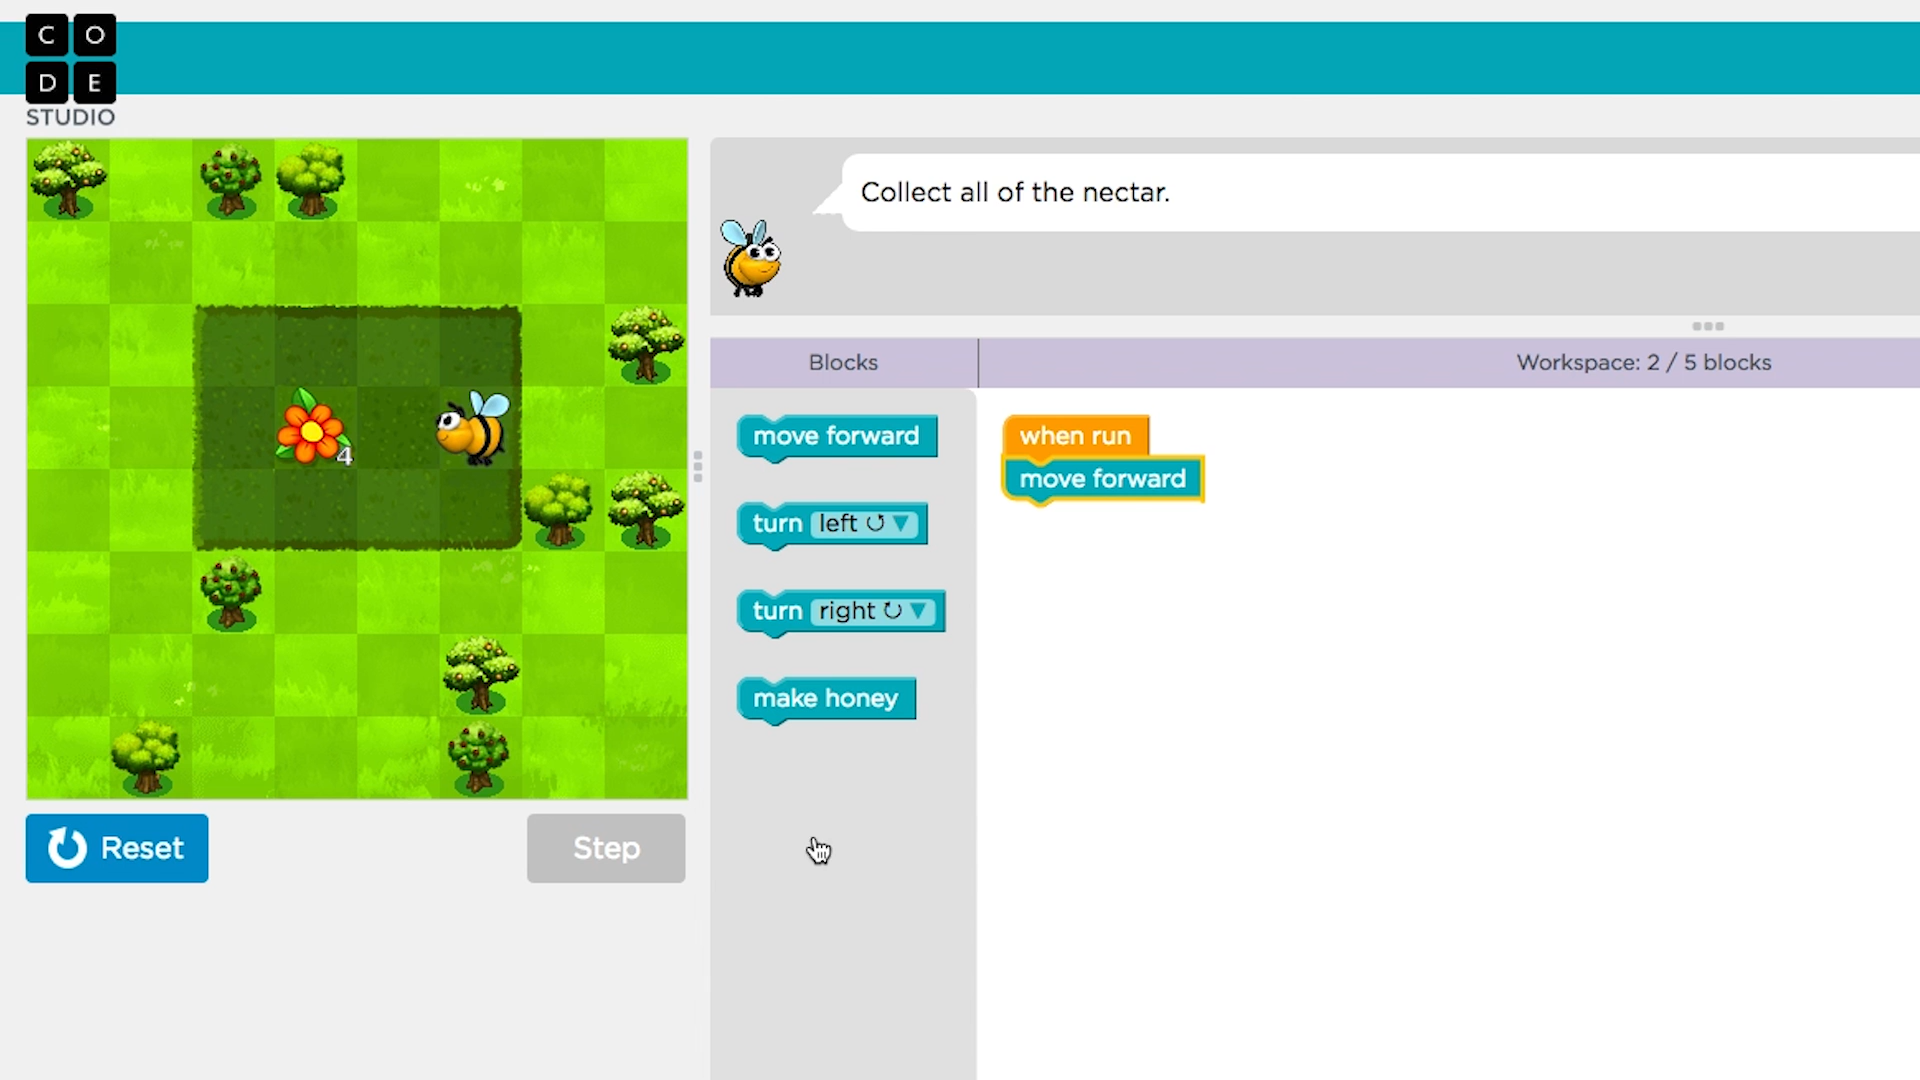 C O
D E
STUDIO
Collect all of the nectar.
Blocks
Workspace: 2 / 5 blocks
move forward
turn left ↺ ▼
turn right ↻ ▼
make honey
when run
move forward
4
Reset
Step